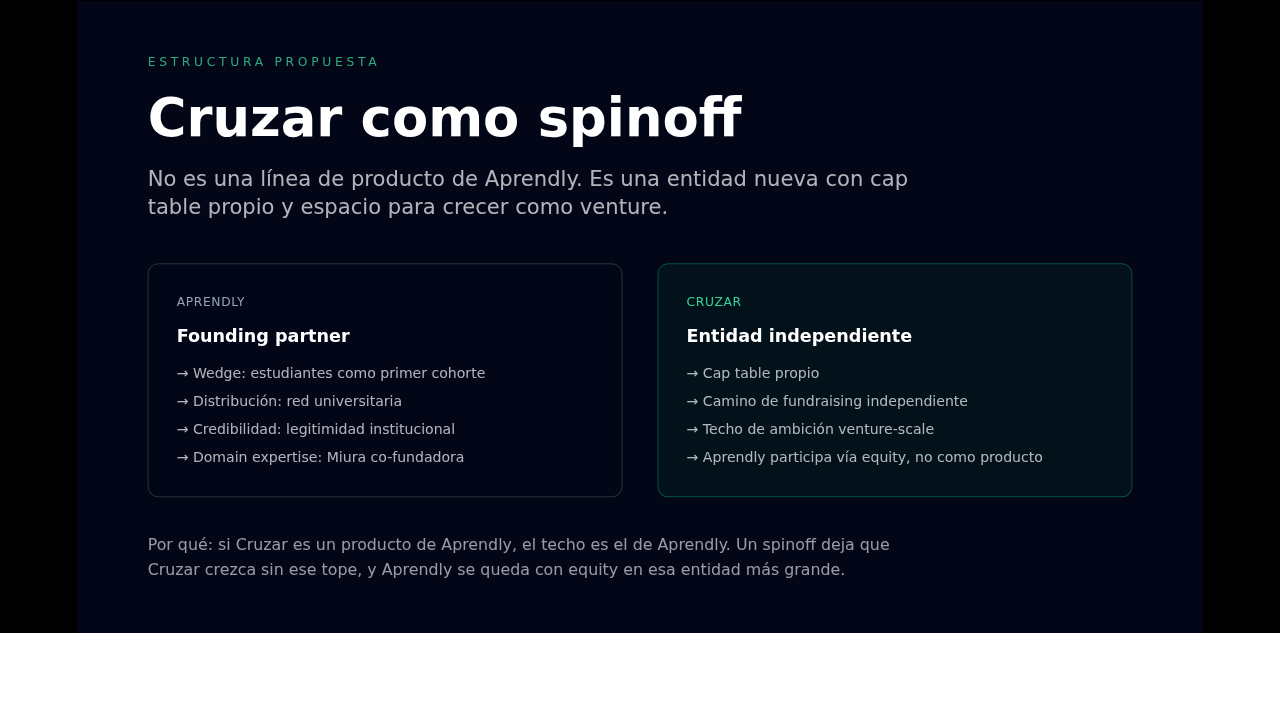 ESTRUCTURA PROPUESTA
Cruzar como spinoff
No es una línea de producto de Aprendly. Es una entidad nueva con cap
table propio y espacio para crecer como venture.
APRENDLY
Founding partner
→ Wedge: estudiantes como primer cohorte
→ Distribución: red universitaria
→ Credibilidad: legitimidad institucional
→ Domain expertise: Miura co-fundadora
CRUZAR
Entidad independiente
→ Cap table propio
→ Camino de fundraising independiente
→ Techo de ambición venture-scale
→ Aprendly participa vía equity, no como producto
Por qué: si Cruzar es un producto de Aprendly, el techo es el de Aprendly. Un spinoff deja que
Cruzar crezca sin ese tope, y Aprendly se queda con equity en esa entidad más grande.